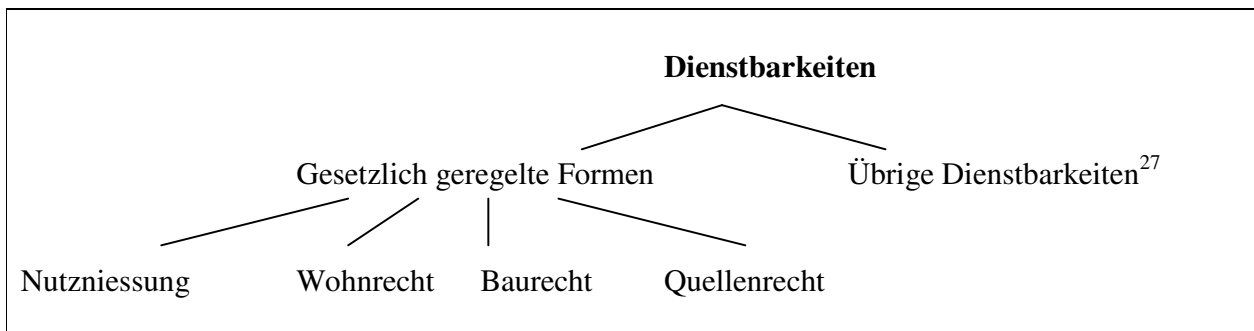 Dienstbarkeiten
Gesetzlich geregelte Formen Übrige Dienstbarkeiten27
Nutzniessung Wohnrecht Baurecht Quellenrecht